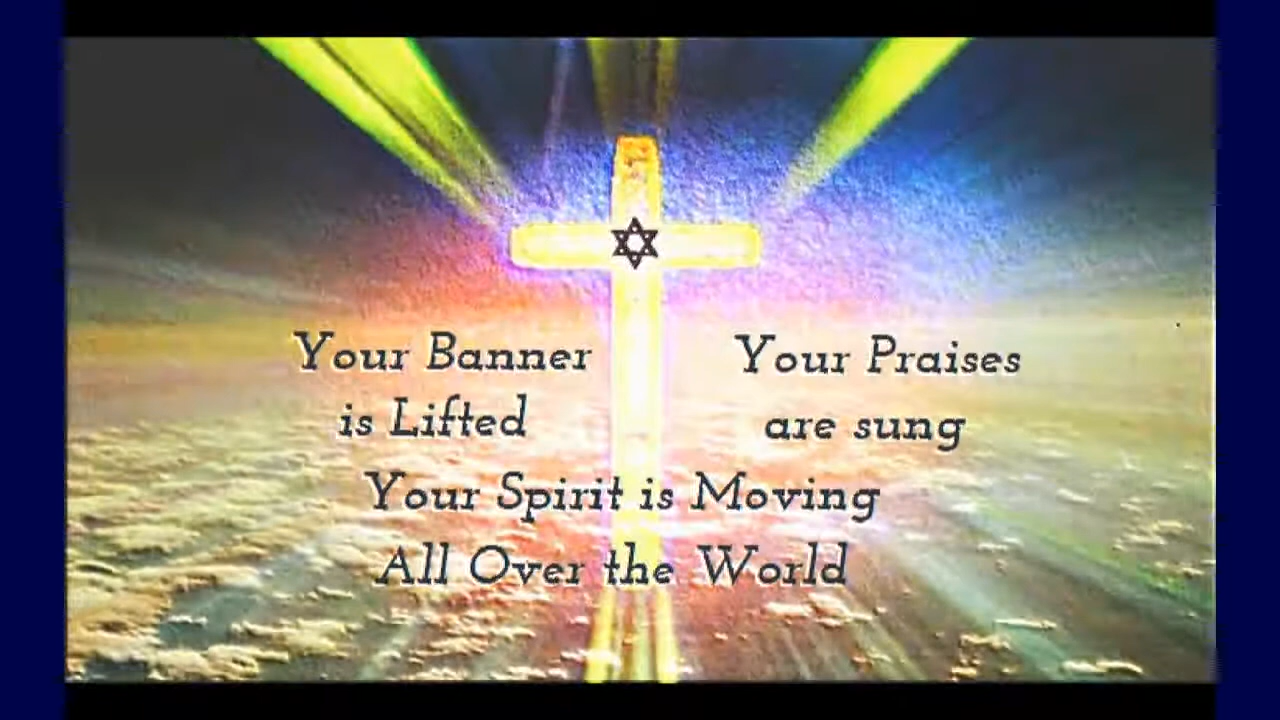 Your Banner
is Lifted
Your Praises
are sung
Your Spirit is Moving
All Over the World